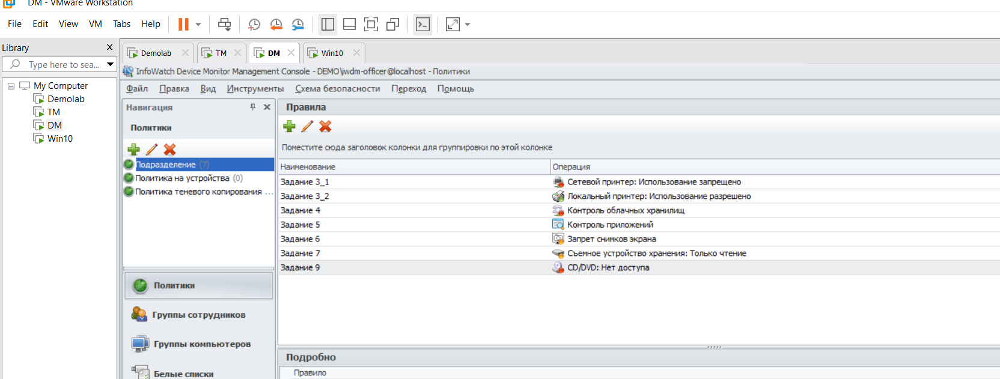 DM - VMware Workstation
File Edit View VM Tabs Help
Library
Type here to sea...
My Computer
Demolab
TM
DM
Win10
Demolab TM DM Win10
InfoWatch Device Monitor Management Console - DEMO\iwdm-officer@localhost - Политики
Файл Правка Вид Инструменты Схема безопасности Переход Помощь
Навигация
Политики
Подразделение (7)
Политика на устройства (0)
Политика теневого копирования ...
Политики
Группы сотрудников
Группы компьютеров
Белые списки
Правила
Поместите сюда заголовок колонки для группировки по этой колонке
Наименование Операция
Задание 3_1 Сетевой принтер: Использование запрещено
Задание 3_2 Локальный принтер: Использование разрешено
Задание 4 Контроль облачных хранилищ
Задание 5 Контроль приложений
Задание 6 Запрет снимков экрана
Задание 7 Съемное устройство хранения: Только чтение
Задание 9 CD/DVD: Нет доступа
Подробно
Правило